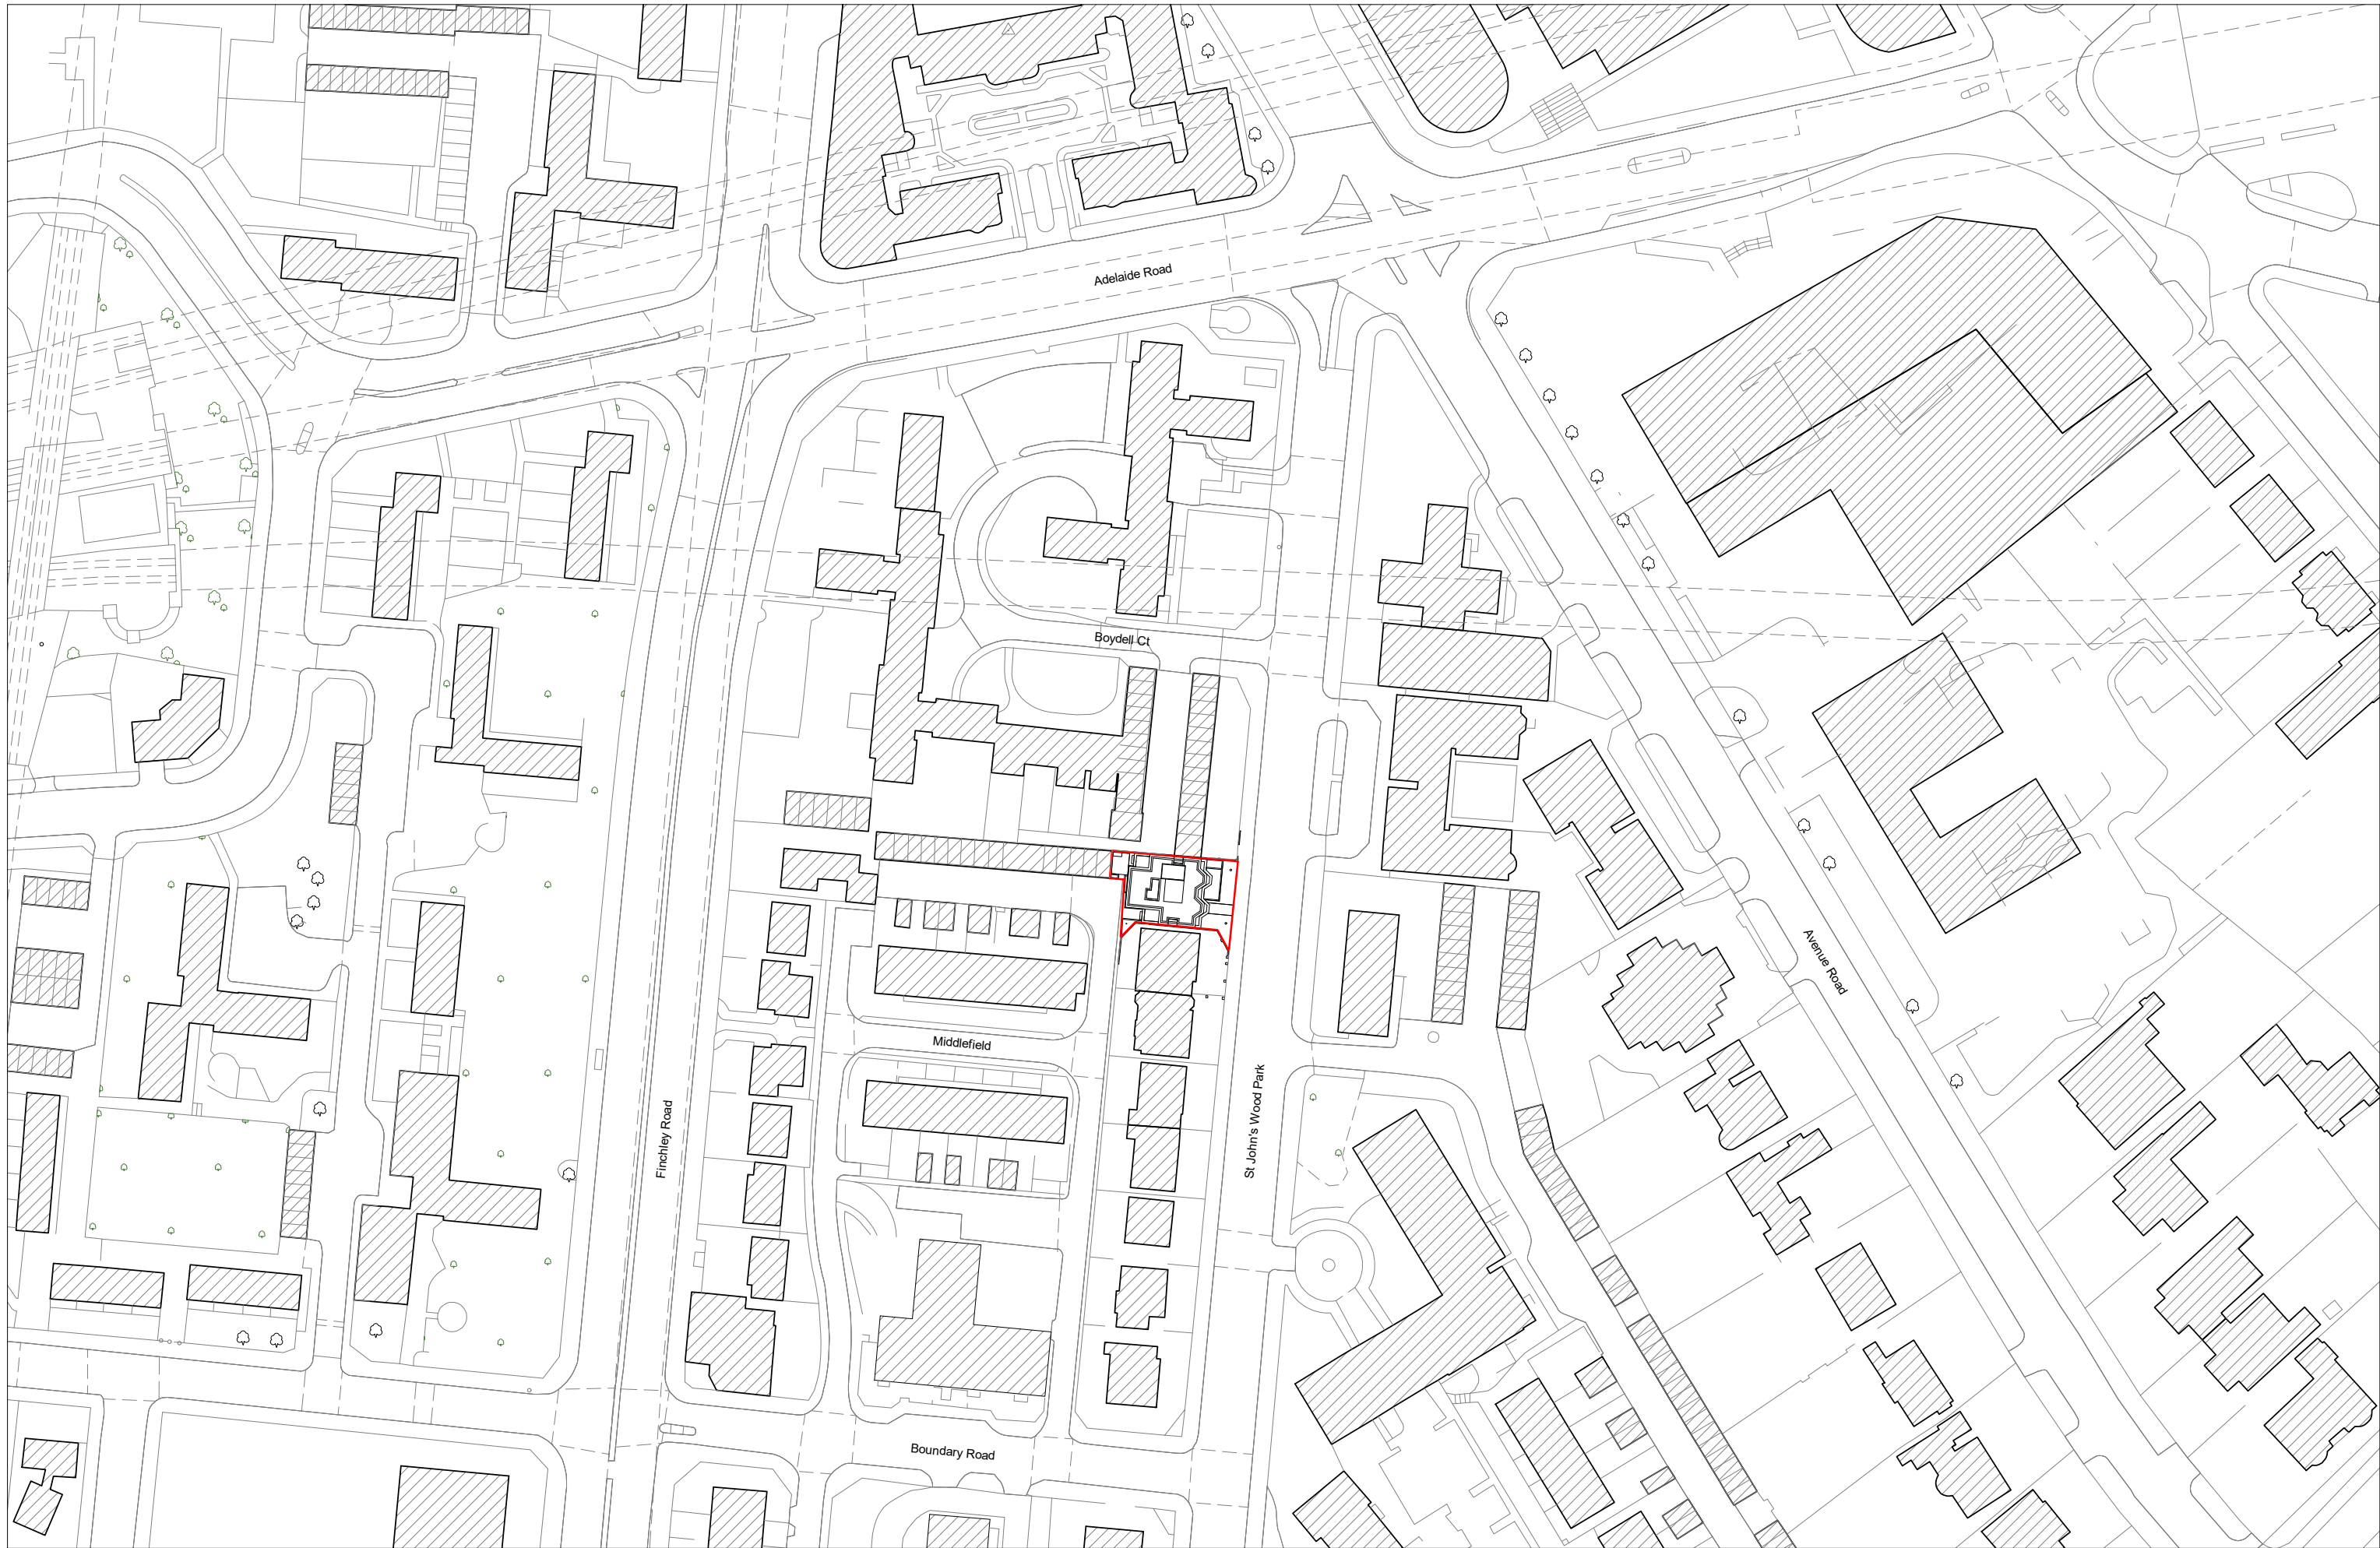 Adelaide Road
Boydell Ct
Avenue Road
Middlefield
Finchley Road
St John's Wood Park
Boundary Road